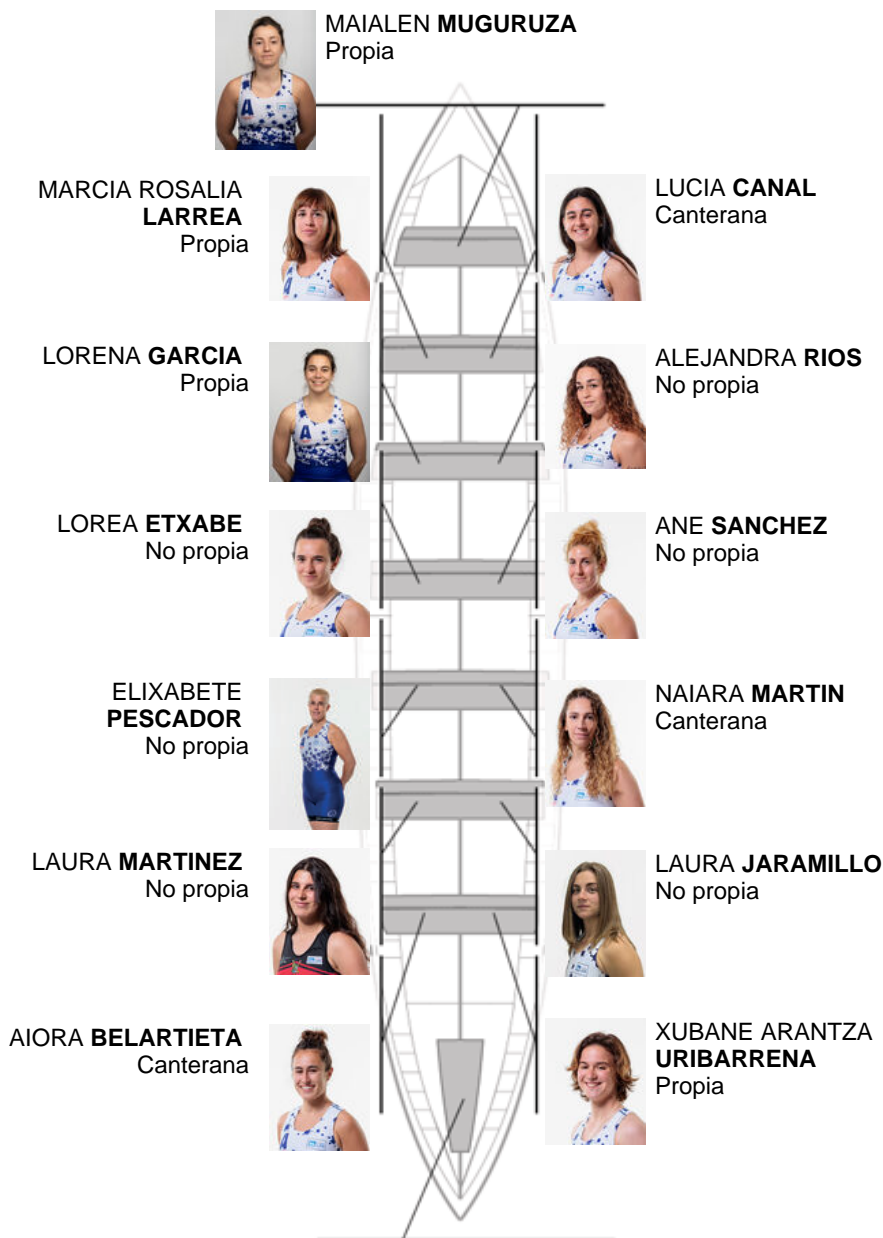 MAIALEN MUGURUZA
Propia
MARCIA ROSALIA
LARREA
Propia
LUCIA CANAL
Canterana
LORENA GARCIA
Propia
ALEJANDRA RIOS
No propia
LOREA ETXABE
No propia
ANE SANCHEZ
No propia
ELIXABETE
PESCADOR
No propia
NAIARA MARTIN
Canterana
LAURA MARTINEZ
No propia
LAURA JARAMILLO
No propia
AIORA BELARTIETA
Canterana
XUBANE ARANTZA
URIBARRENA
Propia